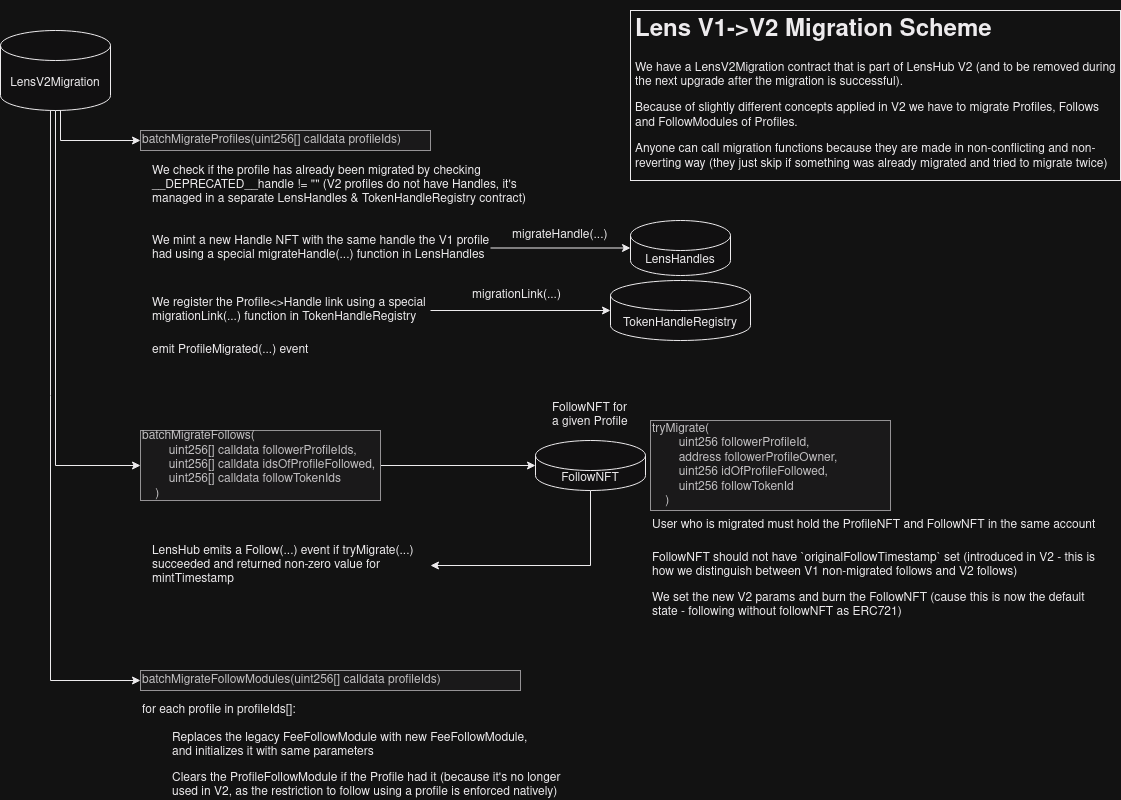 Lens V1->V2 Migration Scheme
We have a LensV2Migration contract that is part of LensHub V2 (and to be removed during
the next upgrade after the migration is successful).
Because of slightly different concepts applied in V2 we have to migrate Profiles, Follows
and FollowModules of Profiles.
Anyone can call migration functions because they are made in non-conflicting and non-
reverting way (they just skip if something was already migrated and tried to migrate twice)
LensV2Migration
batchMigrateProfiles(uint256[] calldata profileIds)
We check if the profile has already been migrated by checking
__DEPRECATED__handle != "" (V2 profiles do not have Handles, it's
managed in a separate LensHandles & TokenHandleRegistry contract)
We mint a new Handle NFT with the same handle the V1 profile
had using a special migrateHandle(...) function in LensHandles
migrateHandle(...)
LensHandles
We register the Profile<>Handle link using a special
migrationLink(...) function in TokenHandleRegistry
migrationLink(...)
TokenHandleRegistry
emit ProfileMigrated(...) event
batchMigrateFollows(
uint256[] calldata followerProfileIds,
uint256[] calldata idsOfProfileFollowed,
uint256[] calldata followTokenIds
)
FollowNFT for
a given Profile
FollowNFT
tryMigrate(
uint256 followerProfileId,
address followerProfileOwner,
uint256 idOfProfileFollowed,
uint256 followTokenId
)
User who is migrated must hold the ProfileNFT and FollowNFT in the same account
FollowNFT should not have `originalFollowTimestamp` set (introduced in V2 - this is
how we distinguish between V1 non-migrated follows and V2 follows)
We set the new V2 params and burn the FollowNFT (cause this is now the default
state - following without followNFT as ERC721)
LensHub emits a Follow(...) event if tryMigrate(...)
succeeded and returned non-zero value for
mintTimestamp
batchMigrateFollowModules(uint256[] calldata profileIds)
for each profile in profileIds[]:
Replaces the legacy FeeFollowModule with new FeeFollowModule,
and initializes it with same parameters
Clears the ProfileFollowModule if the Profile had it (because it's no longer
used in V2, as the restriction to follow using a profile is enforced natively)